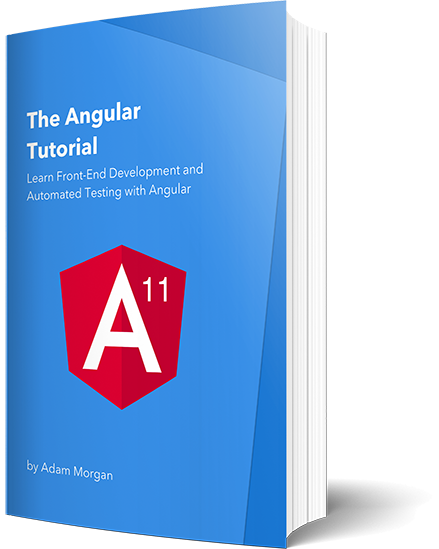 The Angular
Tutorial
Learn Front-End Development and
Automated Testing with Angular
A 11
by Adam Morgan